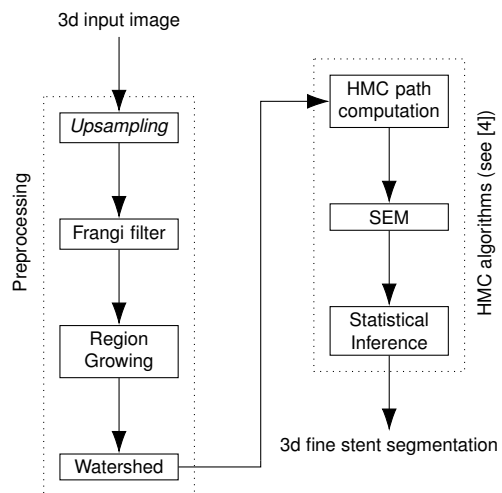 3d input image
Preprocessing
Upsampling
Frangi filter
Region
Growing
Watershed
HMC path
computation
SEM
Statistical
Inference
HMC algorithms (see [4])
3d fine stent segmentation